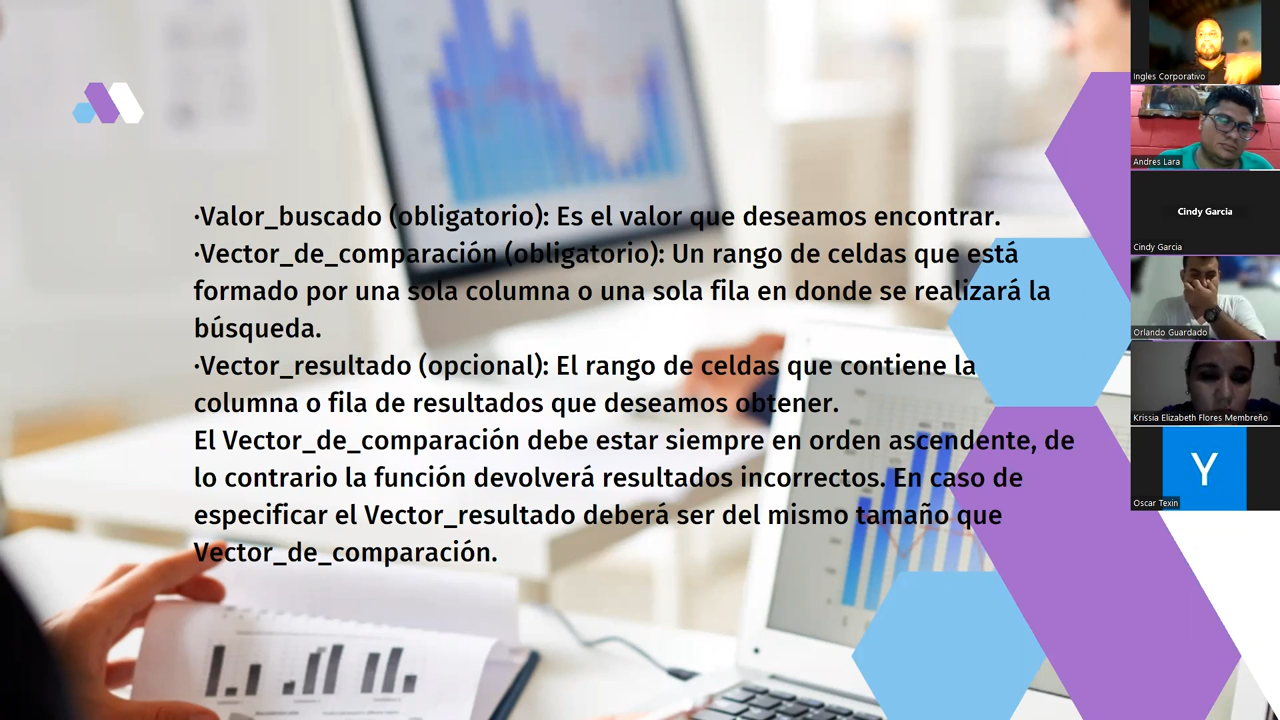 ·Valor_buscado (obligatorio): Es el valor que deseamos encontrar.
·Vector_de_comparación (obligatorio): Un rango de celdas que está
formado por una sola columna o una sola fila en donde se realizará la
búsqueda.
·Vector_resultado (opcional): El rango de celdas que contiene la
columna o fila de resultados que deseamos obtener.
El Vector_de_comparación debe estar siempre en orden ascendente, de
lo contrario la función devolverá resultados incorrectos. En caso de
especificar el Vector_resultado deberá ser del mismo tamaño que
Vector_de_comparación.
Ingles Corporativo
Andres Lara
Cindy Garcia
Cindy Garcia
Orlando Guardado
Krissia Elizabeth Flores Membreño
Y
Oscar Texin